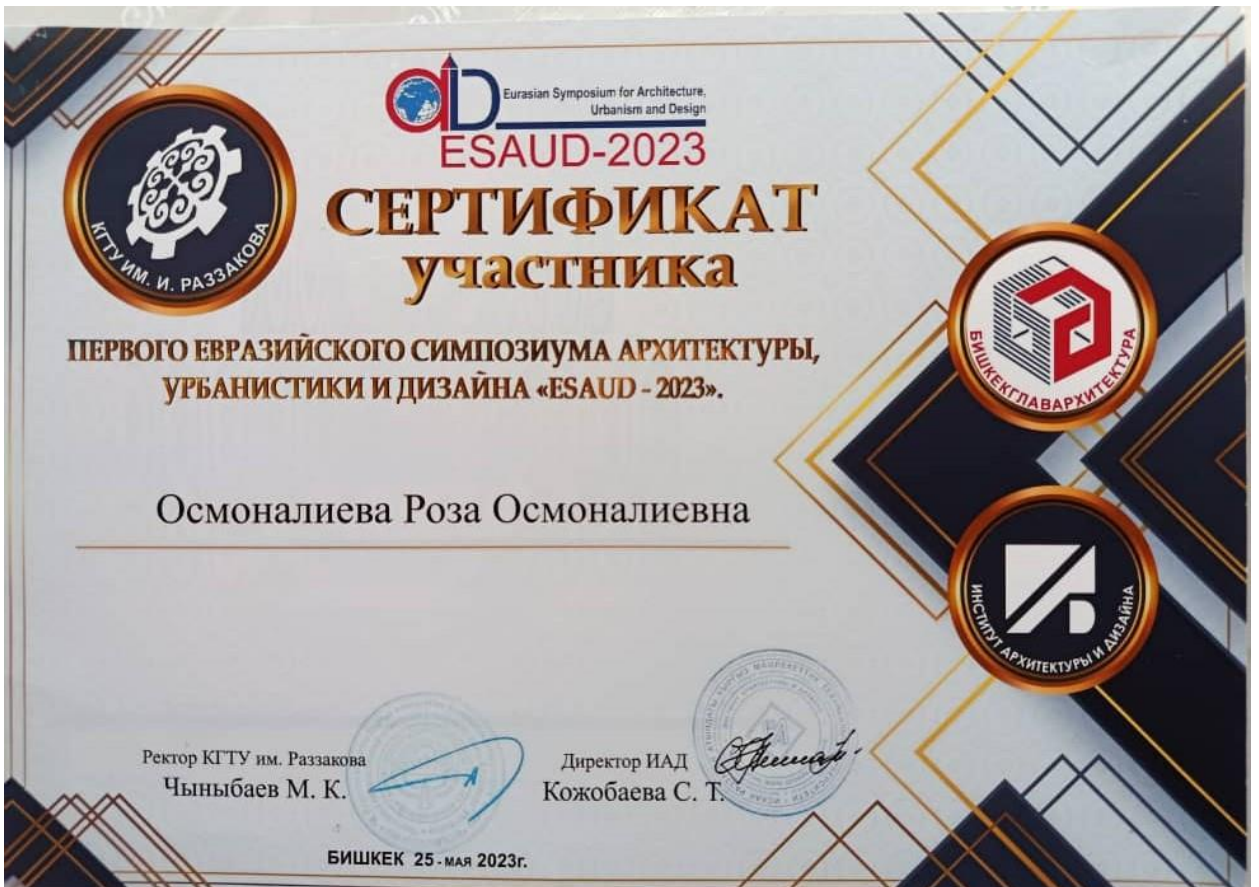 Eurasian Symposium for Architecture,
Urbanism and Design
ESAUD-2023
СЕРТИФИКАТ
участника
КГТУ ИМ. И. РАЗЗАКОВА
ПЕРВОГО ЕВРАЗИЙСКОГО СИМПОЗИУМА АРХИТЕКТУРЫ,
УРБАНИСТИКИ И ДИЗАЙНА «ESAUD - 2023».
БИШКЕКГЛАВАРХИТЕКТУРА
Осмоналиева Роза Осмоналиевна
ИНСТИТУТ АРХИТЕКТУРЫ И ДИЗАЙНА
Ректор КГТУ им. Раззакова
Чыныбаев М. К.
Директор ИАД
Кожобаева С. Т.
БИШКЕК 25 - МАЯ 2023г.